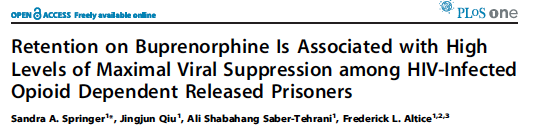 OPEN ACCESS Freely available online
PLoS one
Retention on Buprenorphine Is Associated with High
Levels of Maximal Viral Suppression among HIV-Infected
Opioid Dependent Released Prisoners
Sandra A. Springer1*, Jingjun Qiu1, Ali Shabahang Saber-Tehrani1, Frederick L. Altice1,2,3